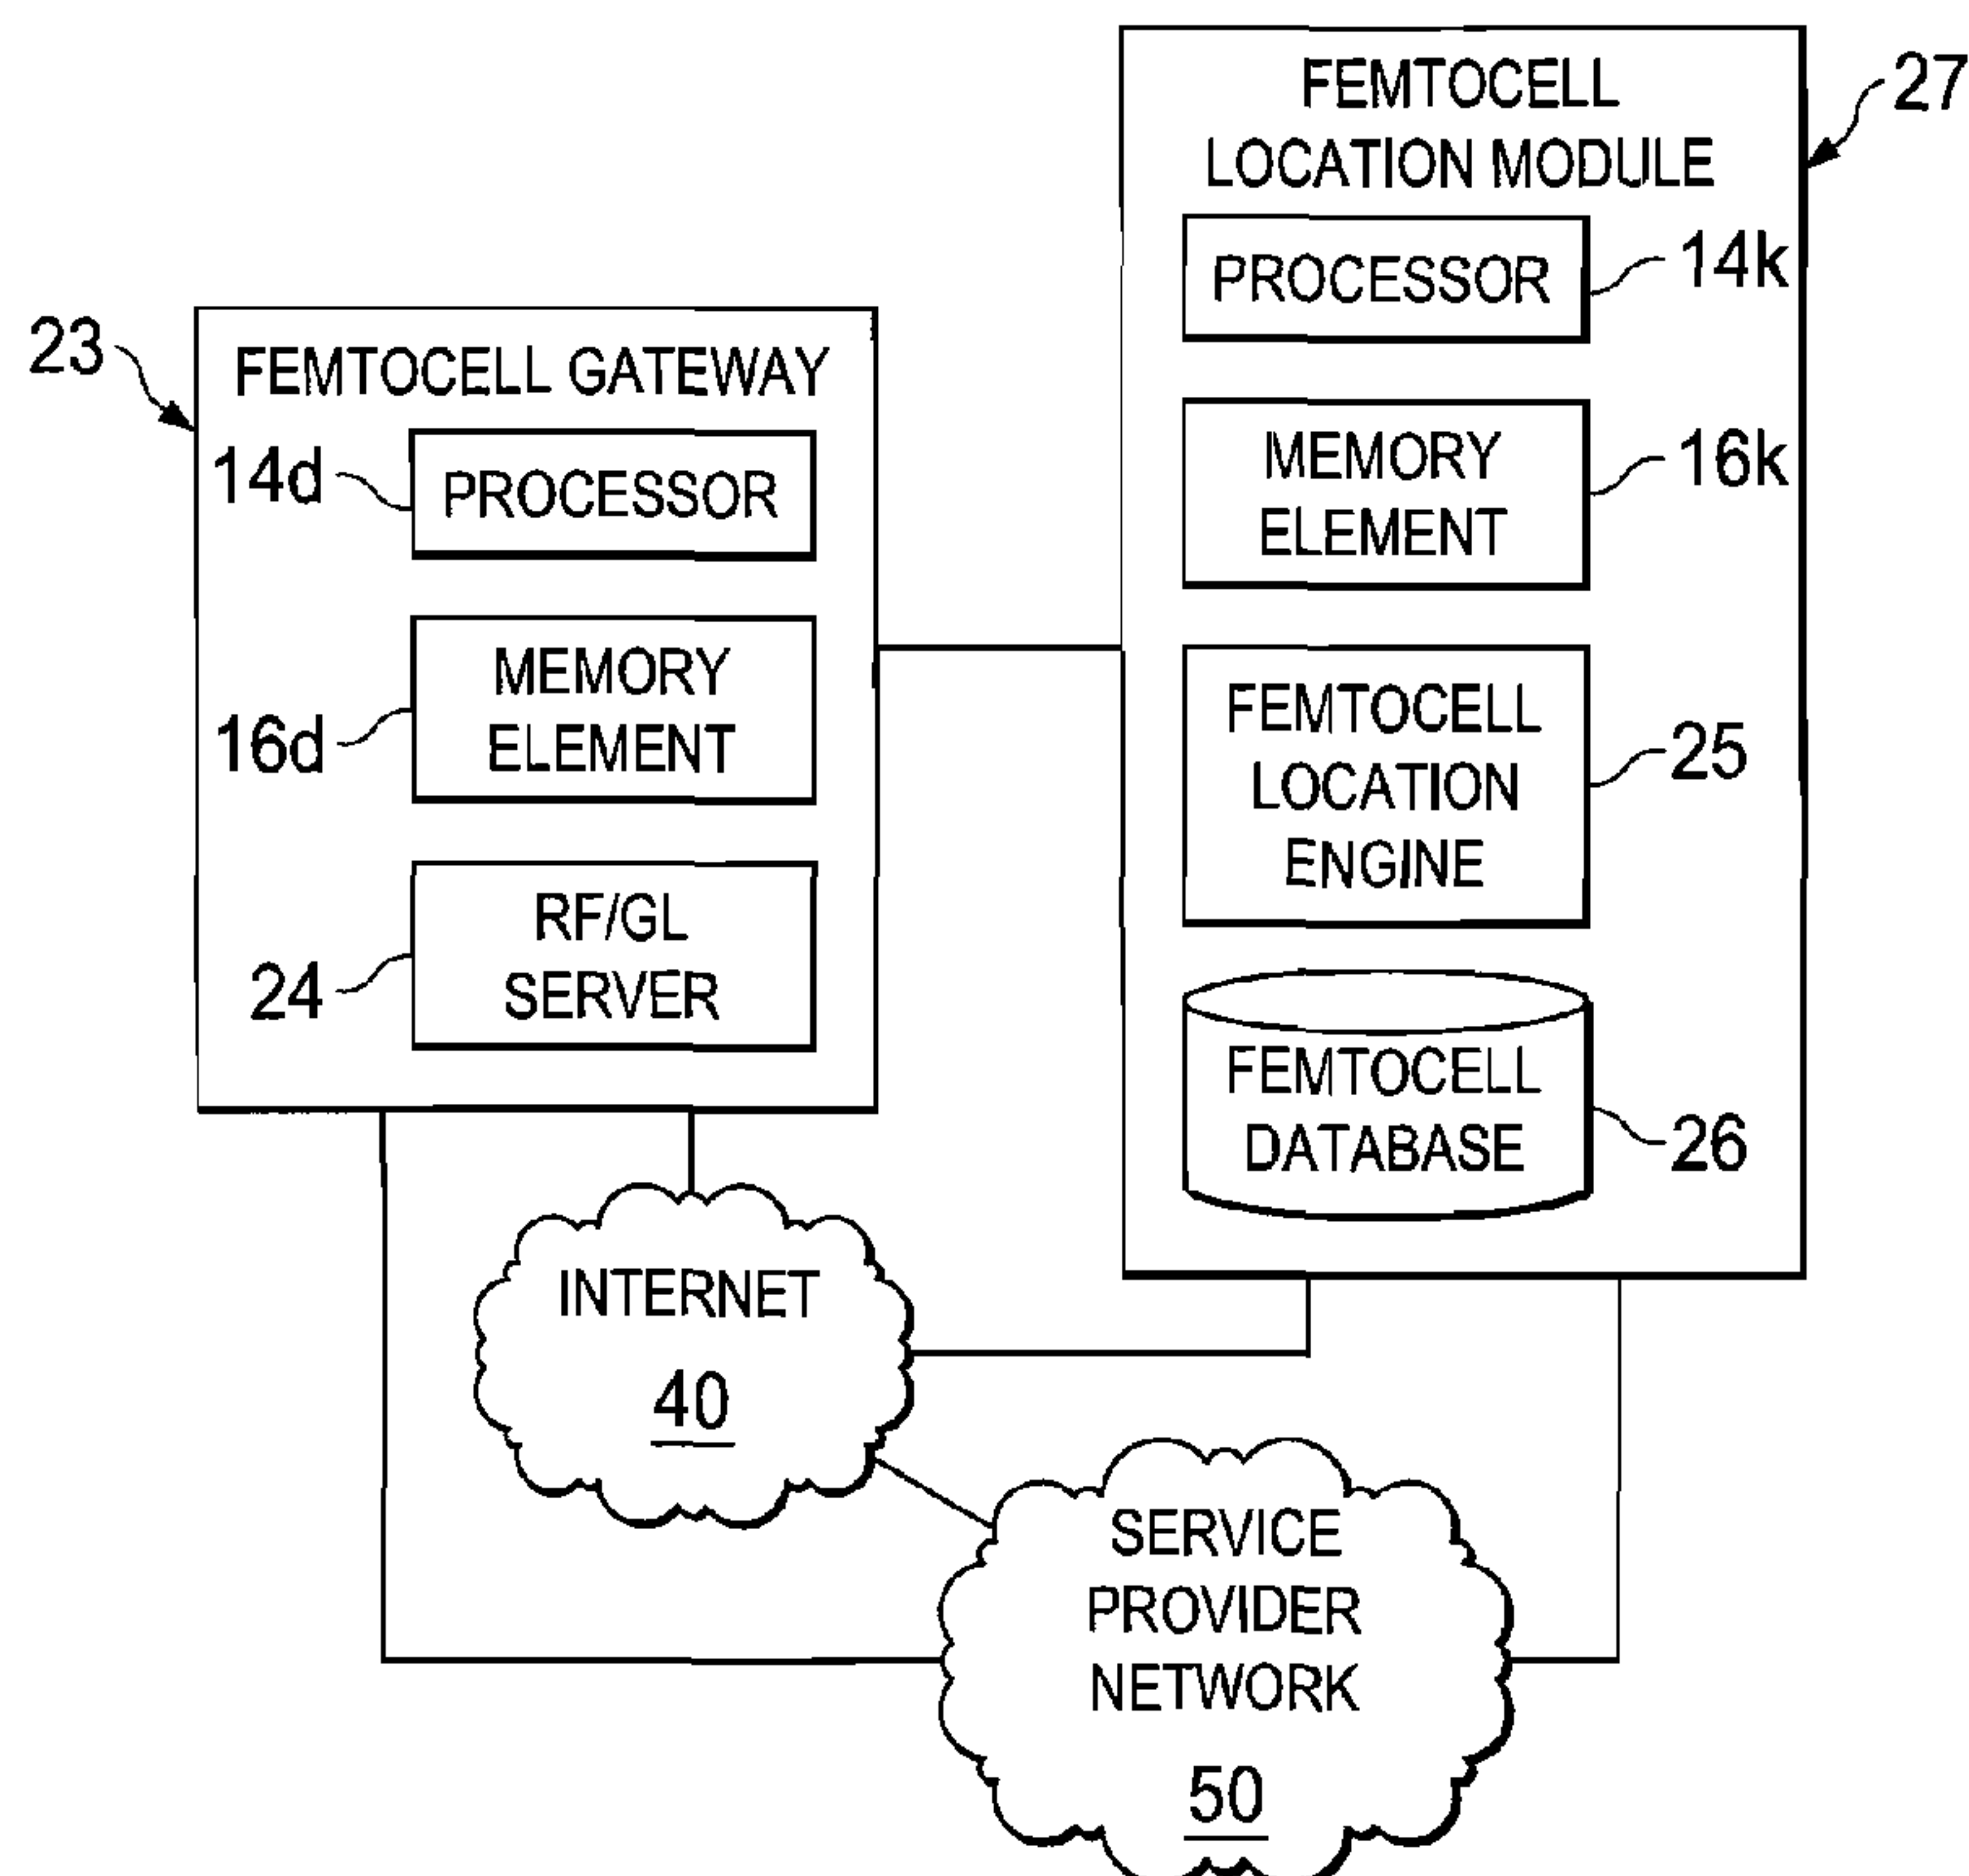 FEMTOCELL
LOCATION MODULE
27
PROCESSOR
14k
MEMORY
ELEMENT
16k
FEMTOCELL
LOCATION
ENGINE
25
FEMTOCELL
DATABASE
26
23
FEMTOCELL GATEWAY
14d
PROCESSOR
MEMORY
ELEMENT
16d
RF/GL
SERVER
24
INTERNET
40
SERVICE
PROVIDER
NETWORK
50